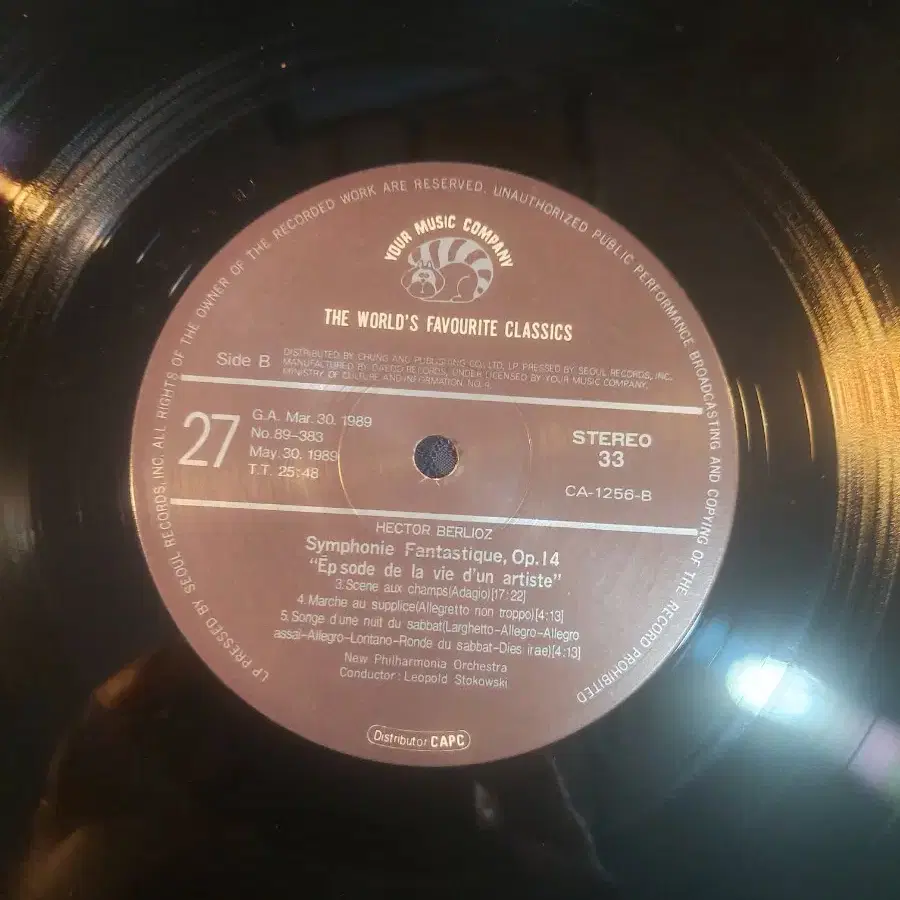 LP PRESSED BY SEOUL RECORDS, INC. ALL RIGHTS OF THE OWNER OF THE RECORDED WORK ARE RESERVED. UNAUTHORIZED PUBLIC PERFORMANCE BROADCASTING AND COPYING OF THE RECORD PROHIBITED
YOUR MUSIC COMPANY
THE WORLD'S FAVOURITE CLASSICS
Side B
DISTRIBUTED BY CHUNG ANG PUBLISHING CO., LTD, LP PRESSED BY SEOUL RECORDS, INC.
MANUFACTURED BY RECORDS, UNDER LICENSED BY YOUR MUSIC COMPANY.
MINISTRY OF CULTURE AND INFORMATION NO. 4.
27
G.A. Mar. 30. 1989
No. 89-383
May. 30. 1989
T.T. 25:48
STEREO
33
CA-1256-B
HECTOR BERLIOZ
Symphonie Fantastique, Op.14
"Ép sode de la vie d'un artiste"
3. Scene aux champs(Adagio)[17:22]
4. Marche au supplice(Allegretto non troppo)[4:13]
5. Songe d'une nuit du sabbat(Larghetto-Allegro-Allegro
assai-Allegro-Lontano-Ronde du sabbat-Dies irae)[4:13]
New Philharmonia Orchestra
Conductor: Leopold Stokowski
Distributor CAPC